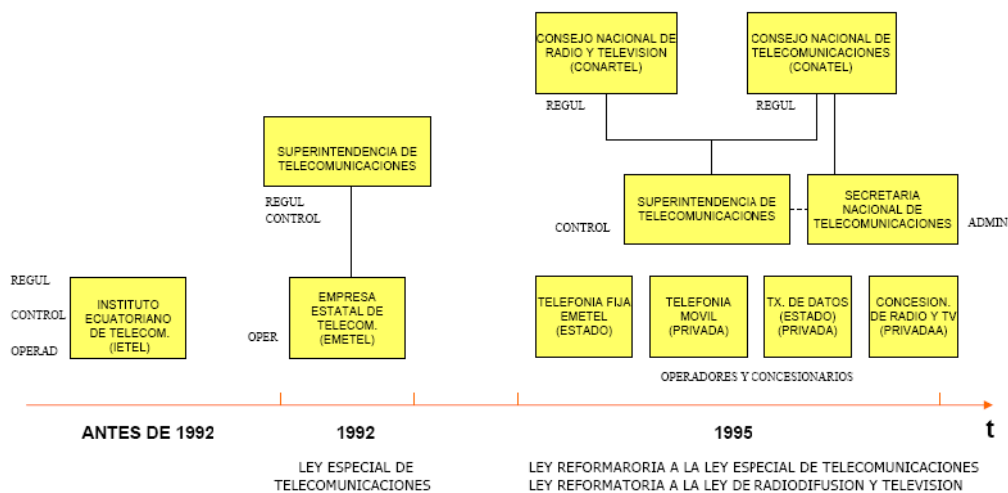 CONSEJO NACIONAL DE
RADIO Y TELEVISION
(CONARTEL)
CONSEJO NACIONAL DE
TELECOMUNICACIONES
(CONATEL)
REGUL
REGUL
SUPERINTENDENCIA DE
TELECOMUNICACIONES
REGUL
CONTROL
SUPERINTENDENCIA DE
TELECOMUNICACIONES
CONTROL
SECRETARIA
NACIONAL DE
TELECOMUNICACIONES
ADMIN
REGUL
CONTROL
OPERAD
INSTITUTO
ECUATORIANO
DE TELECOM.
(IETEL)
EMPRESA
ESTATAL
DE TELECOM.
(EMETEL)
OPER
TELEFONIA FIJA
EMETEL
(ESTADO)
TELEFONIA
MOVIL
(PRIVADA)
TX. DE DATOS
(ESTADO)
(PRIVADA)
CONCESION.
DE RADIO Y TV
(PRIVADAA)
OPERADORES Y CONCESIONARIOS
ANTES DE 1992
1992
1995
t
LEY ESPECIAL DE
TELECOMUNICACIONES
LEY REFORMARORIA A LA LEY ESPECIAL DE TELECOMUNICACIONES
LEY REFORMATORIA A LA LEY DE RADIODIFUSION Y TELEVISION